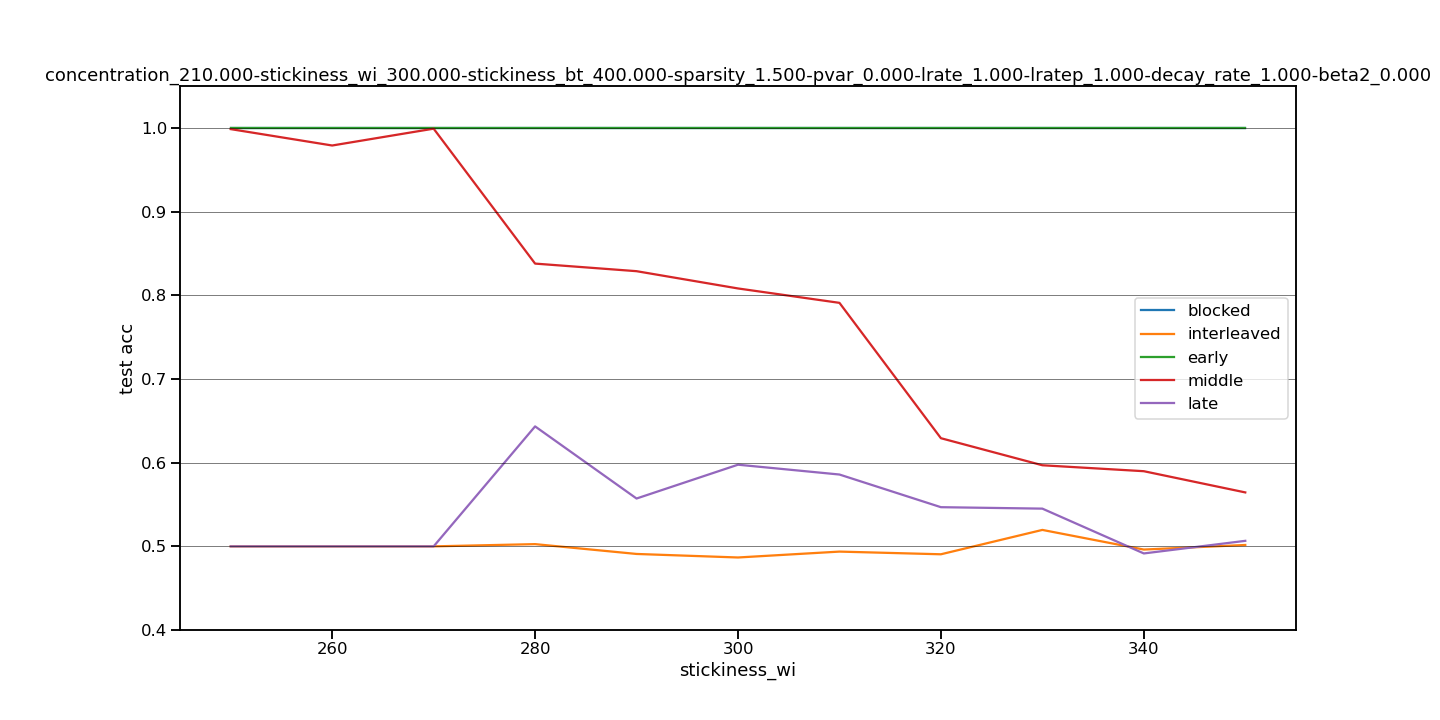 concentration_210.000-stickiness_wi_300.000-stickiness_bt_400.000-sparsity_1.500-pvar_0.000-lrate_1.000-lratep_1.000-decay_rate_1.000-beta2_0.000
1.0
0.9
0.8
0.7
0.6
0.5
0.4
test acc
blocked
interleaved
early
middle
late
260 280 300 320 340
stickiness_wi